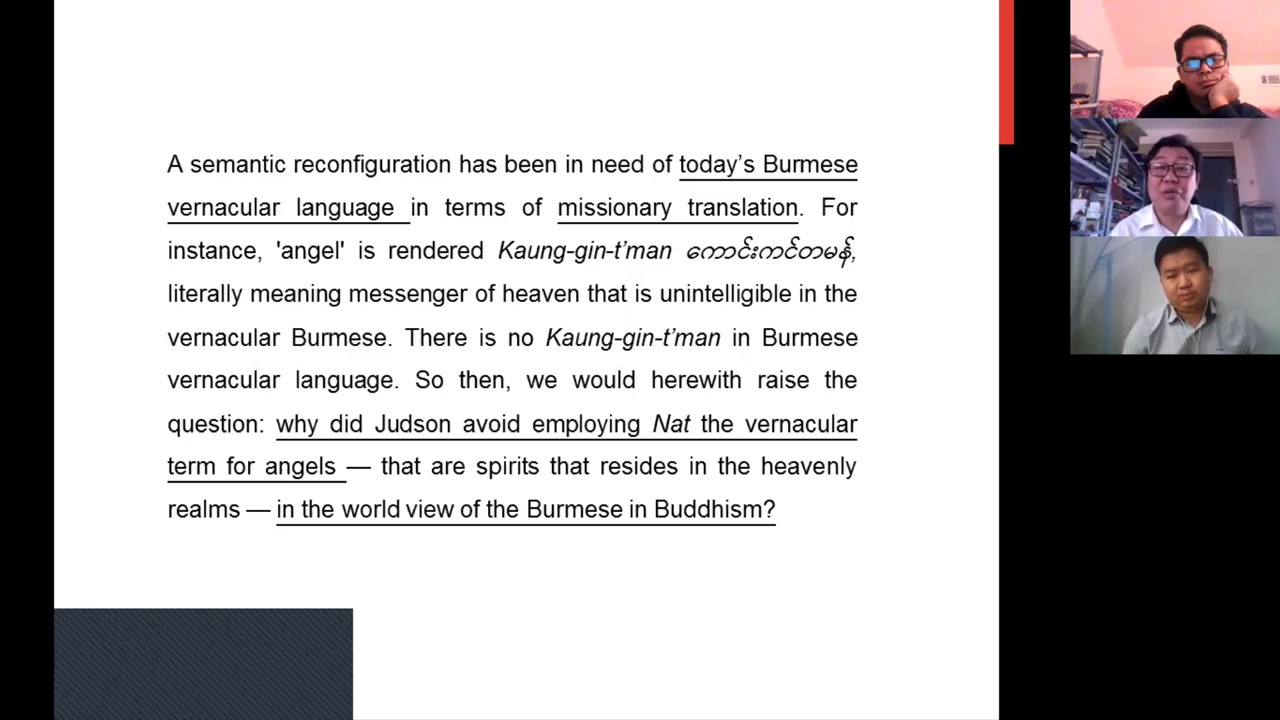 A semantic reconfiguration has been in need of today’s Burmese
vernacular language in terms of missionary translation. For
instance, 'angel' is rendered Kaung-gin-t’man ကောင်းကင်တမန်,
literally meaning messenger of heaven that is unintelligible in the
vernacular Burmese. There is no Kaung-gin-t’man in Burmese
vernacular language. So then, we would herewith raise the
question: why did Judson avoid employing Nat the vernacular
term for angels — that are spirits that resides in the heavenly
realms — in the world view of the Burmese in Buddhism?